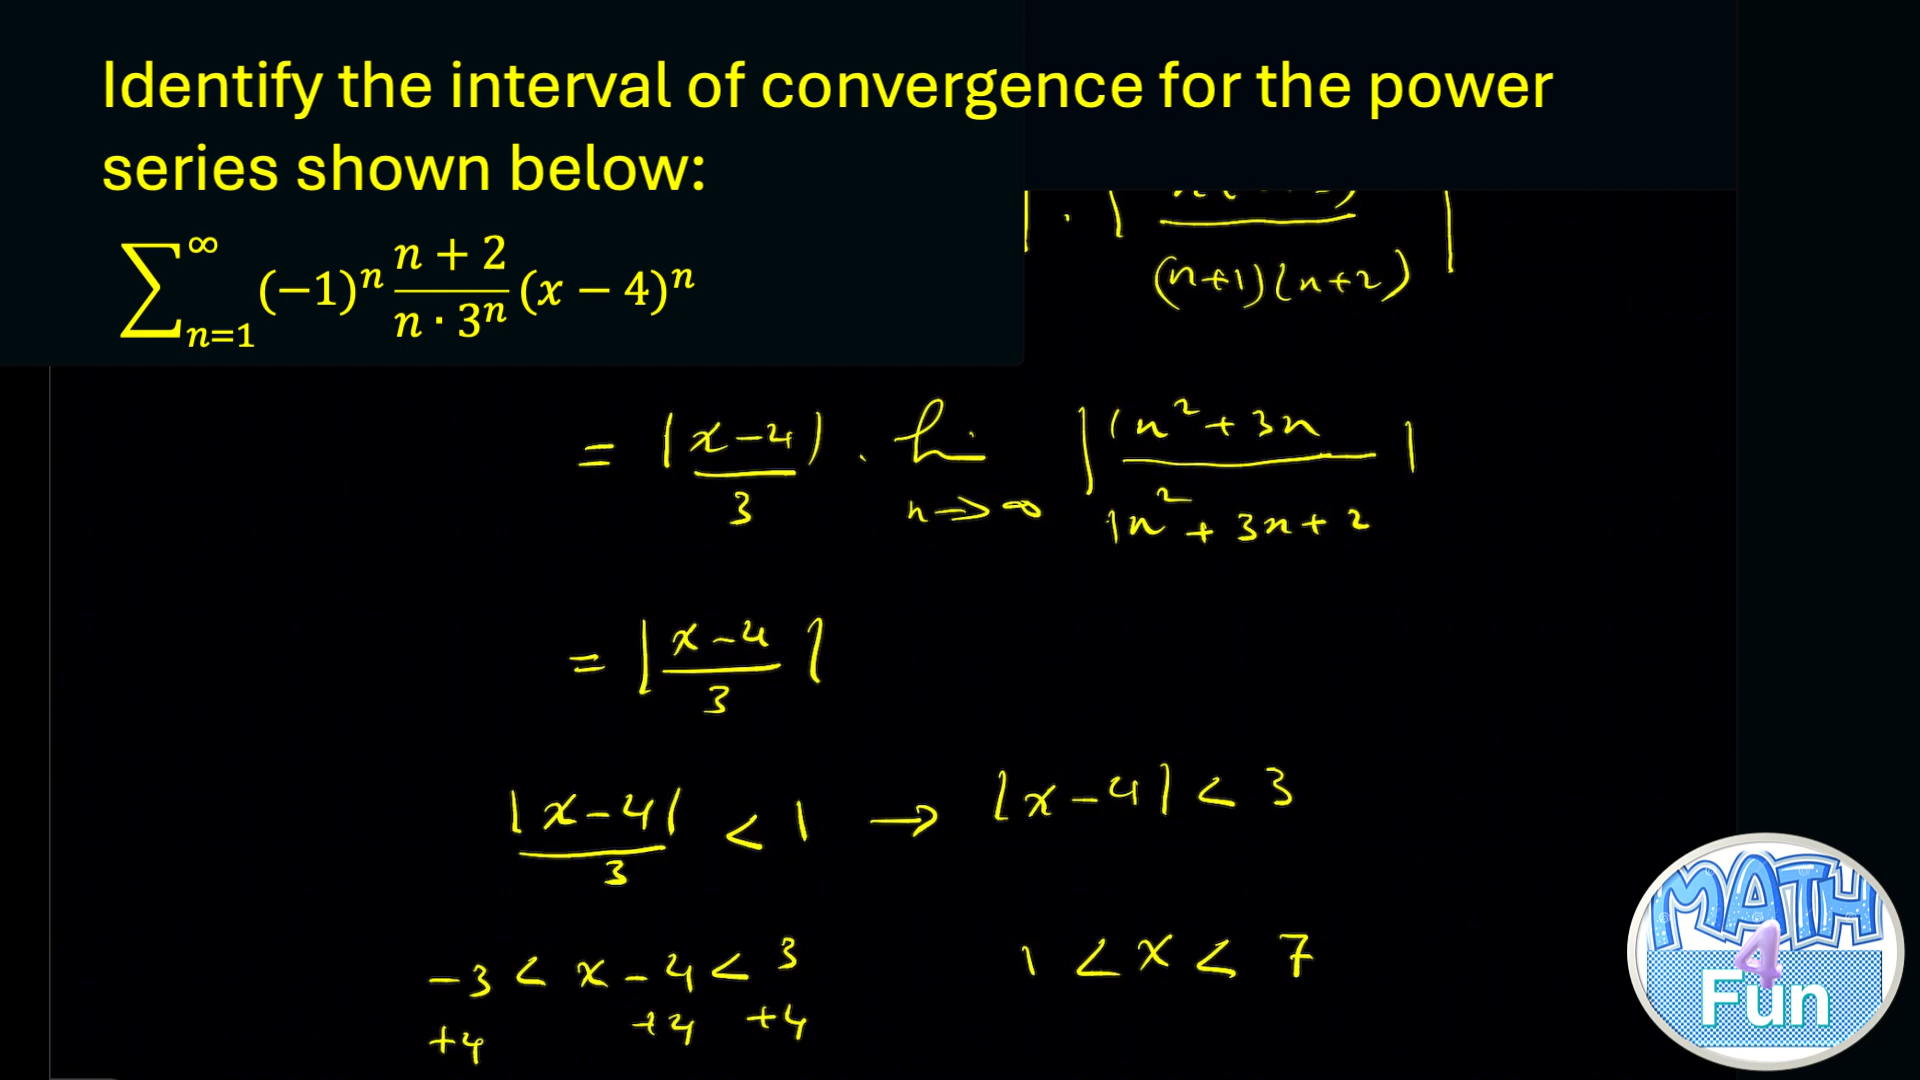 Identify the interval of convergence for the power
series shown below:
∑_{n=1}^{∞} (−1)^n (n + 2)/(n · 3^n) (x − 4)^n
| · | /(n+1)(n+2) |
= |x−4|/3 · lim_{n→∞} |(1n²+3n)/(1n²+3n+2)|
= |(x−4)/3|
|x−4|/3 < 1 → |x−4| < 3
−3 < x − 4 < 3 1 < x < 7
+4 +4 +4
MATH
4
Fun